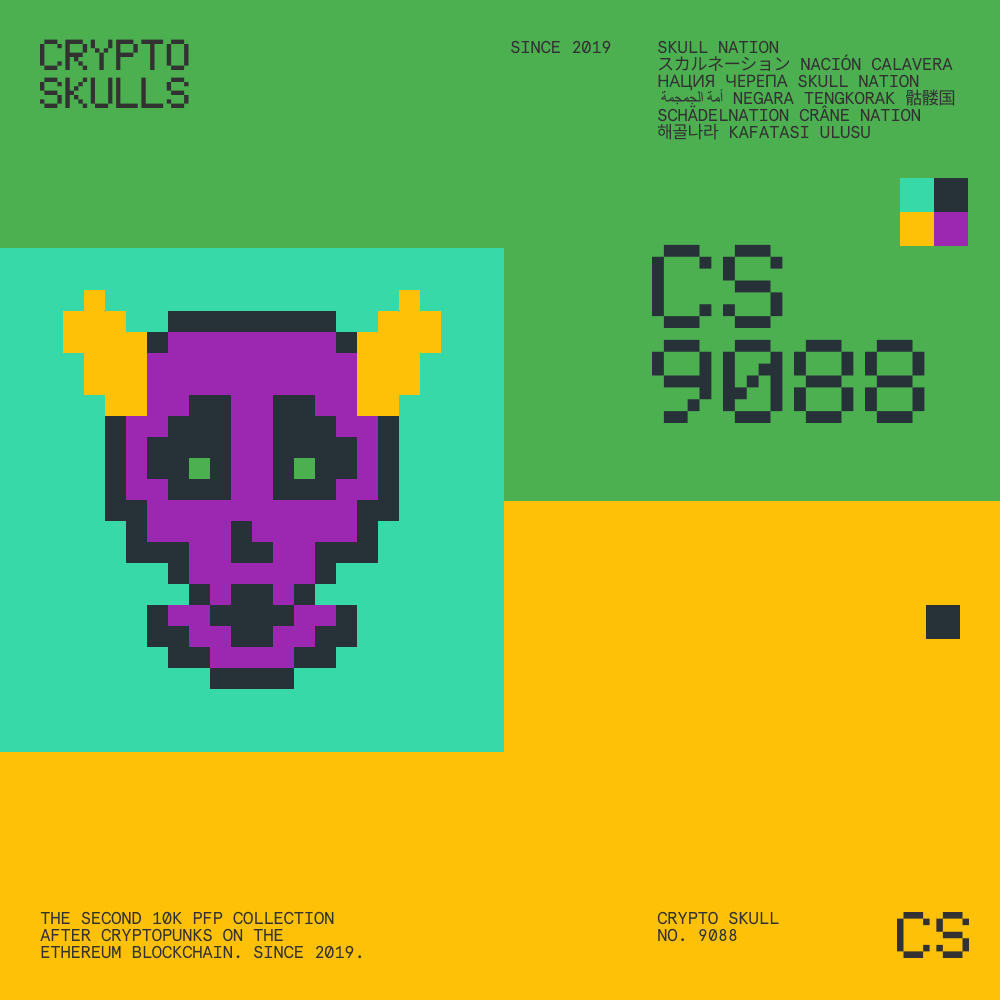 CRYPTO
SKULLS
SINCE 2019
SKULL NATION
スカルネーション NACIÓN CALAVERA
НАЦИЯ ЧЕРЕПА SKULL NATION
أمة الجمجمة NEGARA TENGKORAK 骷髅国
SCHÄDELNATION CRÂNE NATION
해골나라 KAFATASI ULUSU
CS
9088
THE SECOND 10K PFP COLLECTION
AFTER CRYPTOPUNKS ON THE
ETHEREUM BLOCKCHAIN. SINCE 2019.
CRYPTO SKULL
NO. 9088
CS